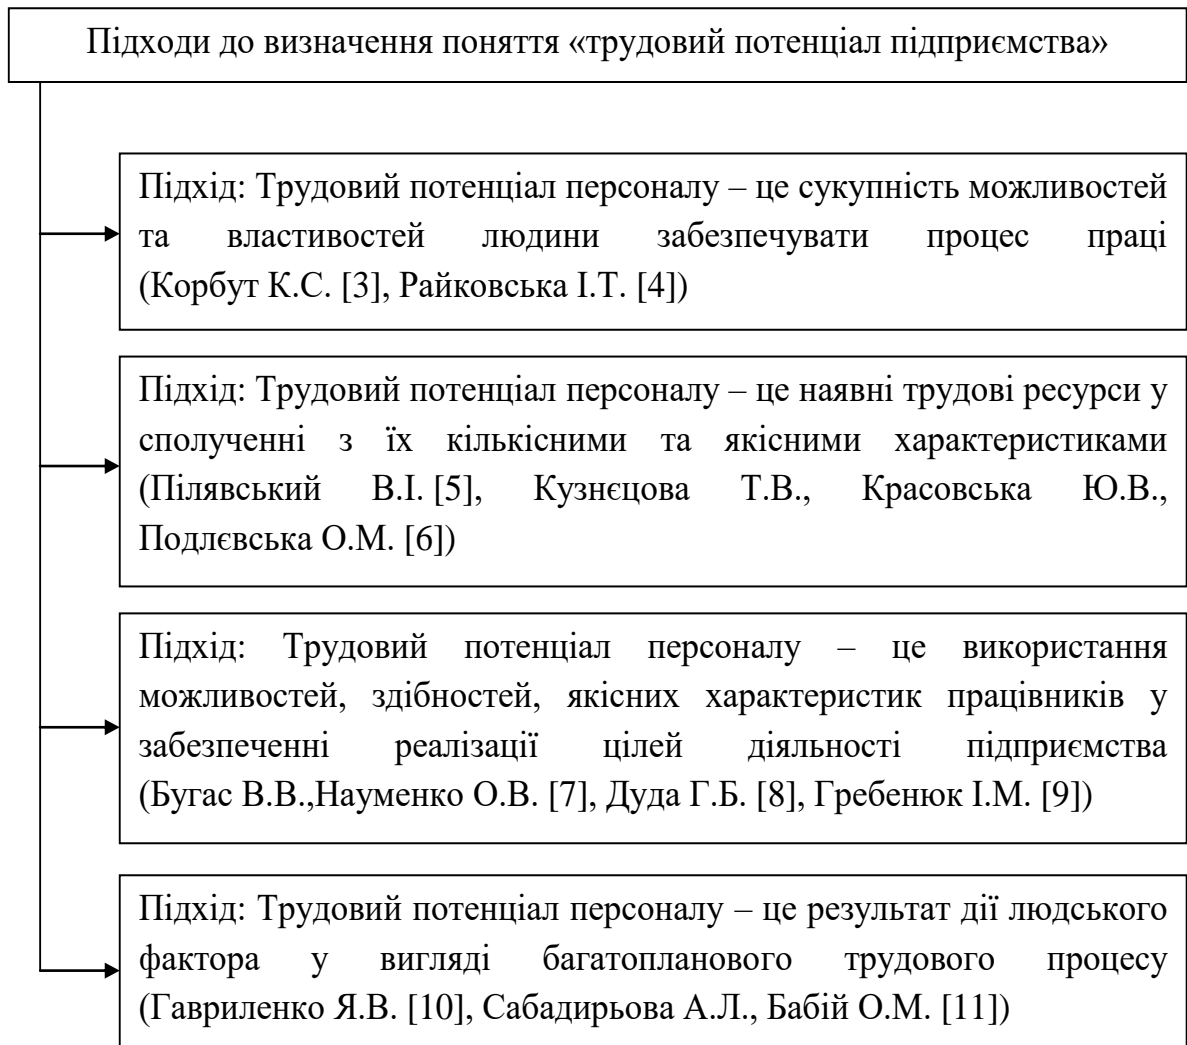 Підходи до визначення поняття «трудовий потенціал підприємства»
Підхід: Трудовий потенціал персоналу – це сукупність можливостей
та властивостей людини забезпечувати процес праці
(Корбут К.С. [3], Райковська І.Т. [4])
Підхід: Трудовий потенціал персоналу – це наявні трудові ресурси у
сполученні з їх кількісними та якісними характеристиками
(Пілявський В.І. [5], Кузнєцова Т.В., Красовська Ю.В.,
Подлєвська О.М. [6])
Підхід: Трудовий потенціал персоналу – це використання
можливостей, здібностей, якісних характеристик працівників у
забезпеченні реалізації цілей діяльності підприємства
(Бугас В.В.,Науменко О.В. [7], Дуда Г.Б. [8], Гребенюк І.М. [9])
Підхід: Трудовий потенціал персоналу – це результат дії людського
фактора у вигляді багатопланового трудового процесу
(Гавриленко Я.В. [10], Сабадирьова А.Л., Бабій О.М. [11])